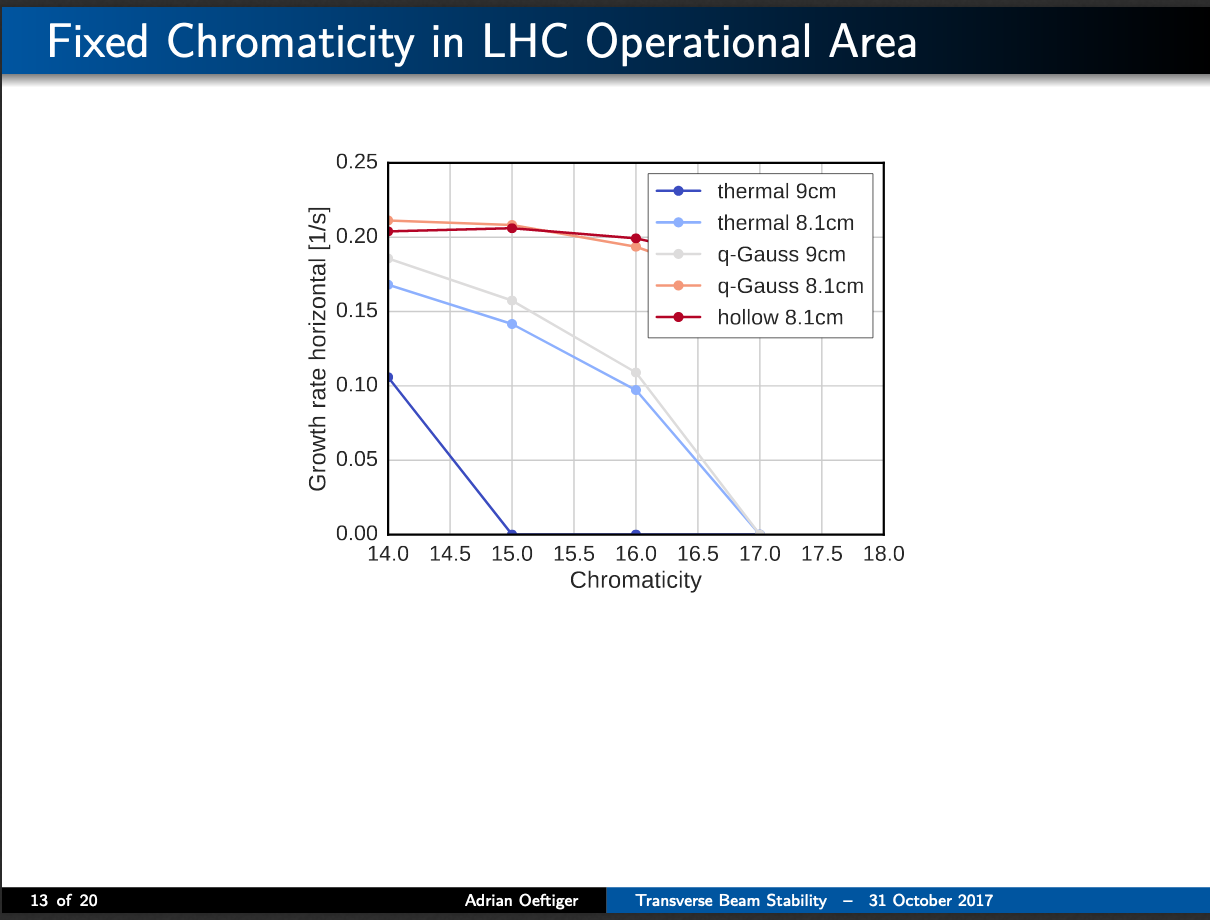 Fixed Chromaticity in LHC Operational Area
0.25
0.20
0.15
0.10
0.05
0.00
Growth rate horizontal [1/s]
thermal 9cm
thermal 8.1cm
q-Gauss 9cm
q-Gauss 8.1cm
hollow 8.1cm
14.0 14.5 15.0 15.5 16.0 16.5 17.0 17.5 18.0
Chromaticity
13 of 20 Adrian Oeftiger Transverse Beam Stability – 31 October 2017